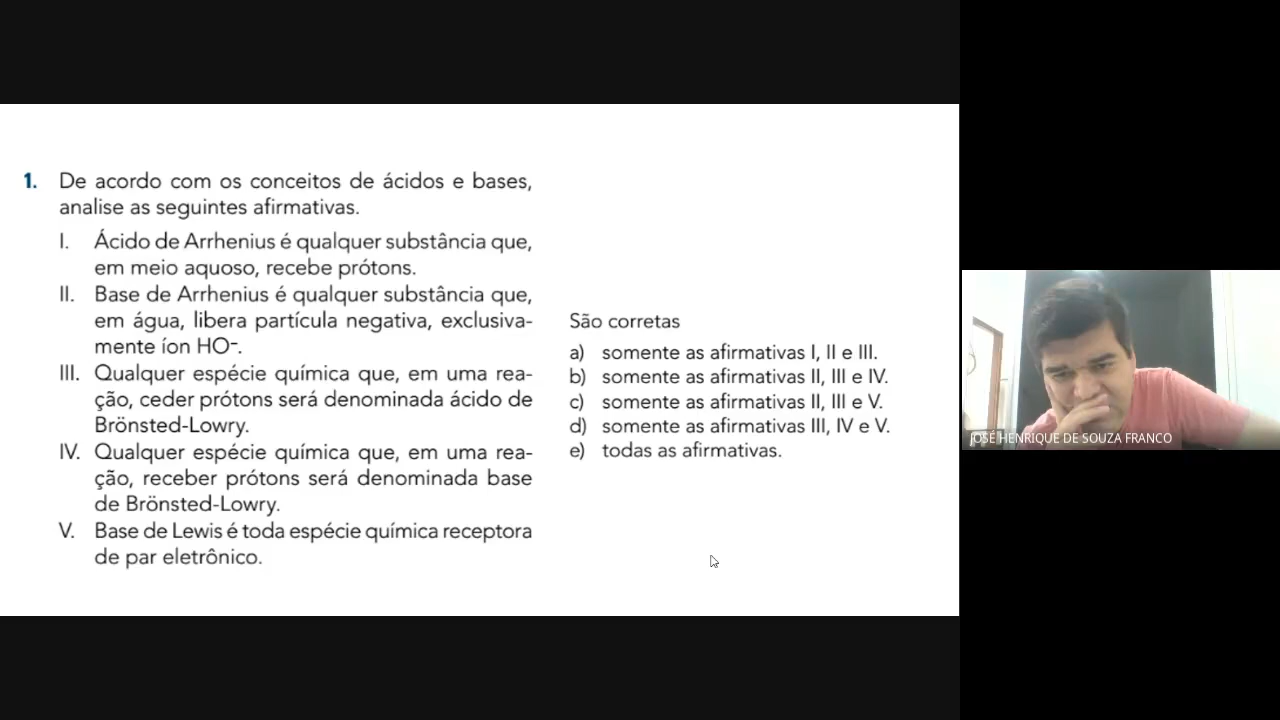 1. De acordo com os conceitos de ácidos e bases,
analise as seguintes afirmativas.
I. Ácido de Arrhenius é qualquer substância que,
em meio aquoso, recebe prótons.
II. Base de Arrhenius é qualquer substância que,
em água, libera partícula negativa, exclusiva-
mente íon HO⁻.
III. Qualquer espécie química que, em uma rea-
ção, ceder prótons será denominada ácido de
Brönsted-Lowry.
IV. Qualquer espécie química que, em uma rea-
ção, receber prótons será denominada base
de Brönsted-Lowry.
V. Base de Lewis é toda espécie química receptora
de par eletrônico.
São corretas
a) somente as afirmativas I, II e III.
b) somente as afirmativas II, III e IV.
c) somente as afirmativas II, III e V.
d) somente as afirmativas III, IV e V.
e) todas as afirmativas.
JOSÉ HENRIQUE DE SOUZA FRANCO